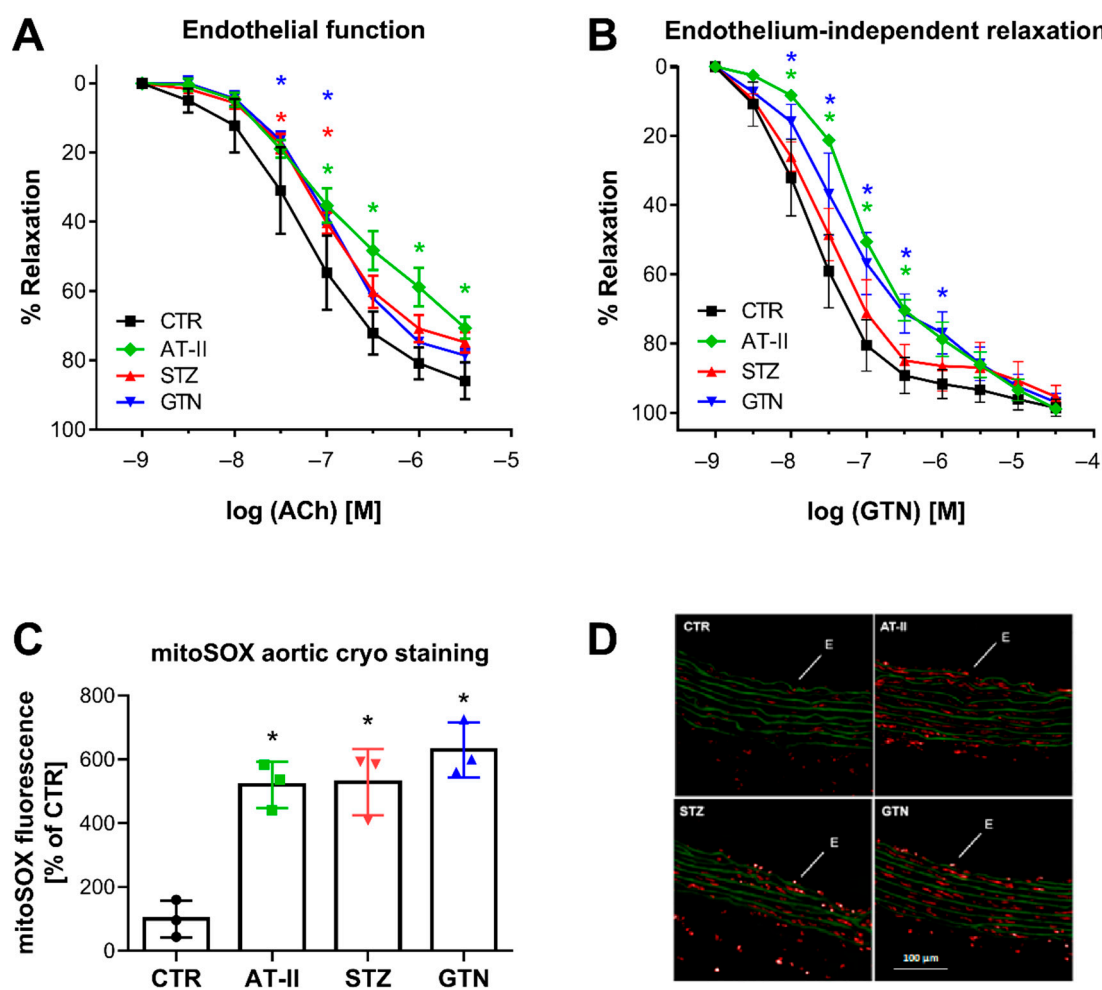 A
Endothelial function
0
20
40
60
80
100
% Relaxation
* *
* *
* * * *
CTR
AT-II
STZ
GTN
–9 –8 –7 –6 –5
log (ACh) [M]
B
Endothelium-independent relaxation
0
20
40
60
80
100
% Relaxation
* * * * *
* * * *
CTR
AT-II
STZ
GTN
–9 –8 –7 –6 –5 –4
log (GTN) [M]
C
mitoSOX aortic cryo staining
mitoSOX fluorescence
[% of CTR]
800
600
400
200
0
* * *
CTR AT-II STZ GTN
D
CTR
E
AT-II
E
STZ
E
GTN
E
100 µm